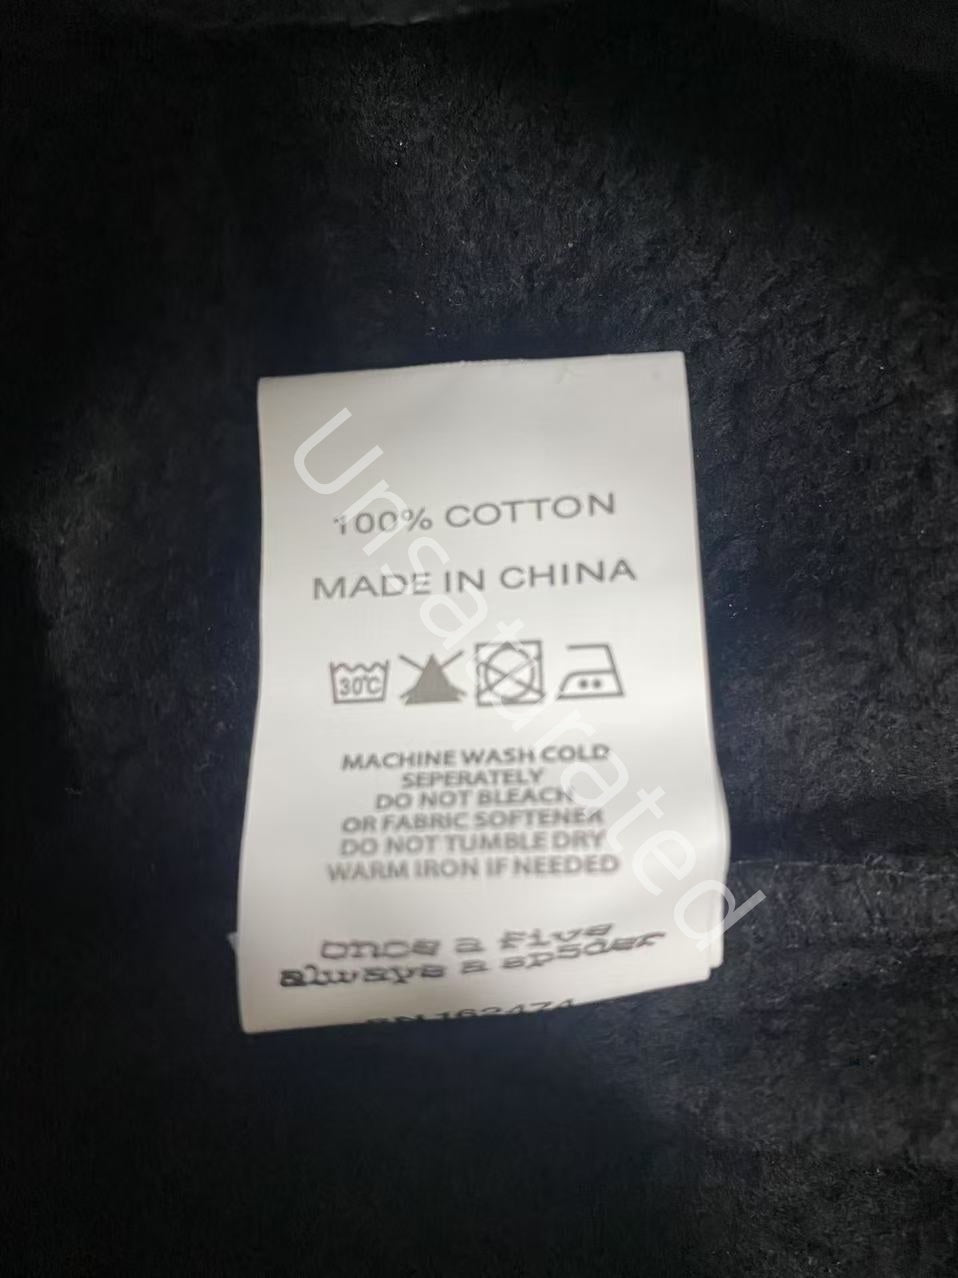 100% COTTON
MADE IN CHINA
30°C
MACHINE WASH COLD
SEPERATELY
DO NOT BLEACH
OR FABRIC SOFTENER
DO NOT TUMBLE DRY
WARM IRON IF NEEDED
once a five
always a sp5der
162474
Unsaturated